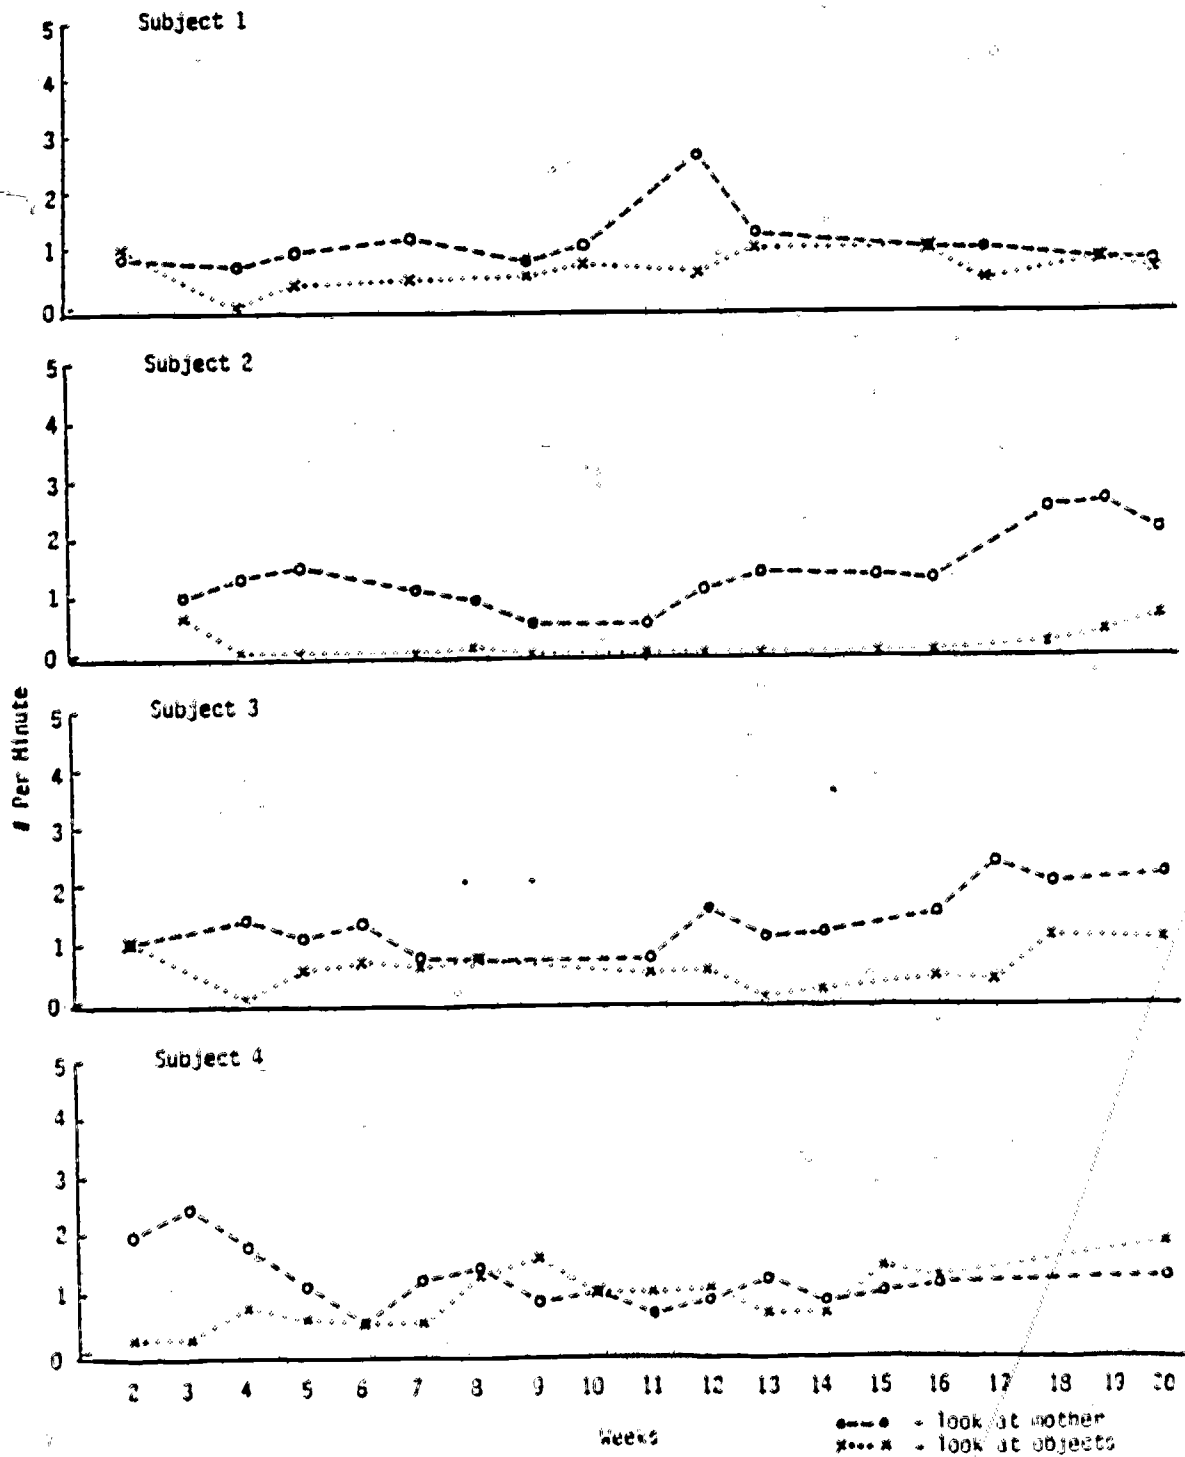 Subject 1
5
4
3
2
1
0
Subject 2
5
4
3
2
1
0
# Per Minute
Subject 3
5
4
3
2
1
0
Subject 4
5
4
3
2
1
0
2 3 4 5 6 7 8 9 10 11 12 13 14 15 16 17 18 19 20
Weeks
- look at mother
- look at objects